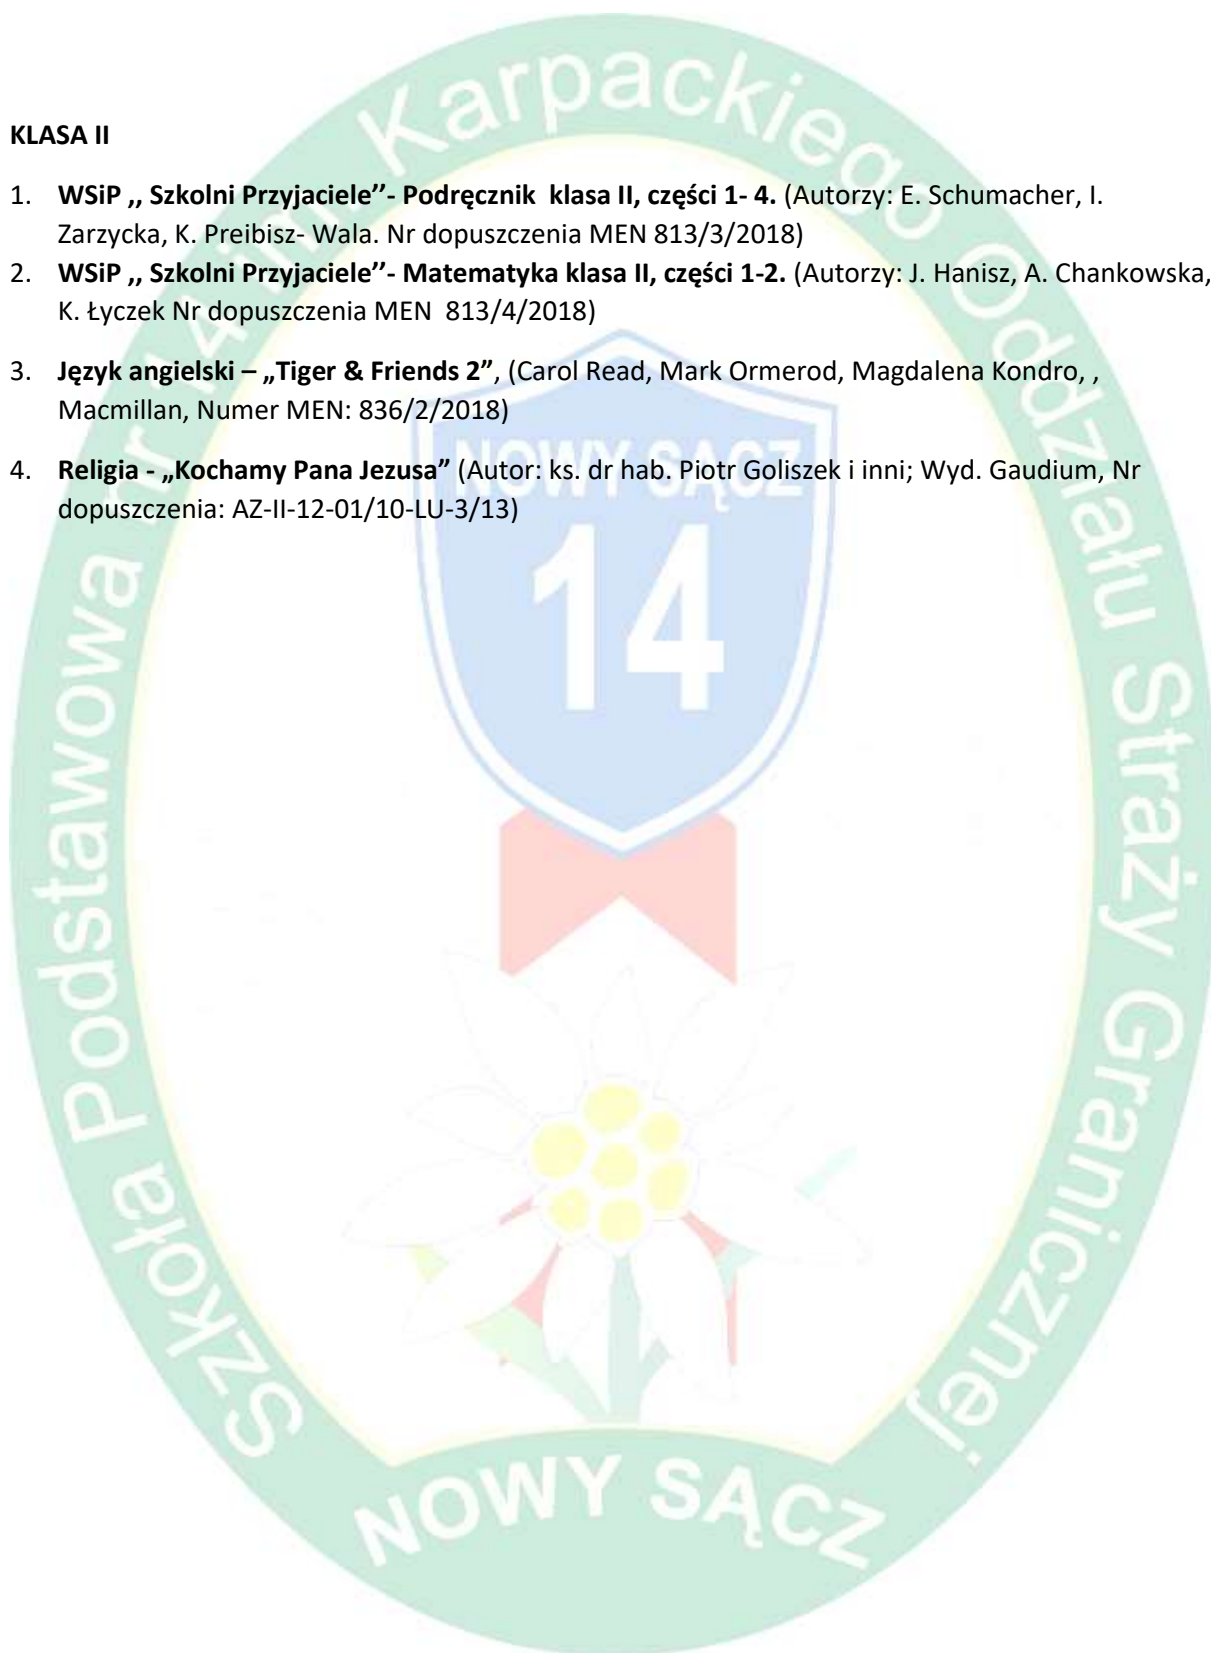 KLASA II
1. WSiP ,, Szkolni Przyjaciele’’- Podręcznik  klasa II, części 1- 4. (Autorzy: E. Schumacher, I.
Zarzycka, K. Preibisz- Wala. Nr dopuszczenia MEN 813/3/2018)
2. WSiP ,, Szkolni Przyjaciele’’- Matematyka klasa II, części 1-2. (Autorzy: J. Hanisz, A. Chankowska,
K. Łyczek Nr dopuszczenia MEN  813/4/2018)
3. Język angielski – „Tiger & Friends 2”, (Carol Read, Mark Ormerod, Magdalena Kondro, ,
Macmillan, Numer MEN: 836/2/2018)
4. Religia - „Kochamy Pana Jezusa” (Autor: ks. dr hab. Piotr Goliszek i inni; Wyd. Gaudium, Nr
dopuszczenia: AZ-II-12-01/10-LU-3/13)
Szkoła Podstawowa nr 14 im. Karpackiego Oddziału Straży Granicznej
NOWY SĄCZ
14
NOWY SĄCZ